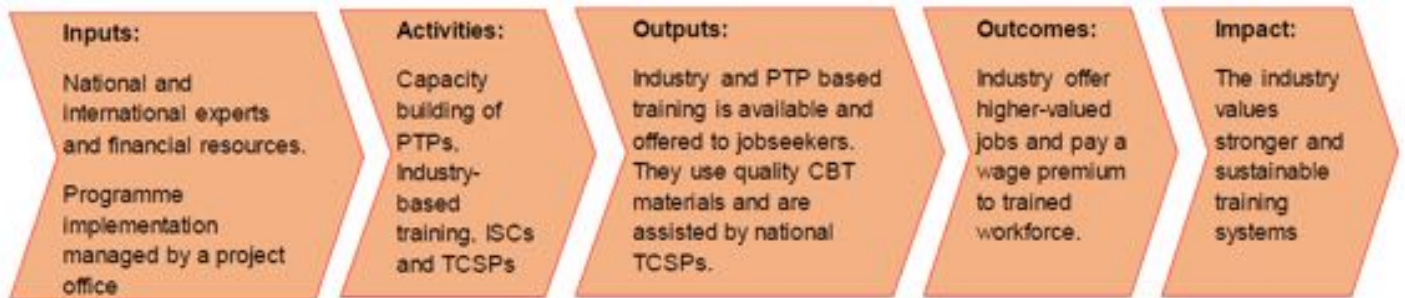 Inputs:
National and
international experts
and financial resources.
Programme
implementation
managed by a project
office
Activities:
Capacity
building of
PTPs.
Industry-
based
training, ISCs
and TCSPs
Outputs:
Industry and PTP based
training is available and
offered to jobseekers.
They use quality CBT
materials and are
assisted by national
TCSPs.
Outcomes:
Industry offer
higher-valued
jobs and pay a
wage premium
to trained
workforce.
Impact:
The industry
values
stronger and
sustainable
training
systems